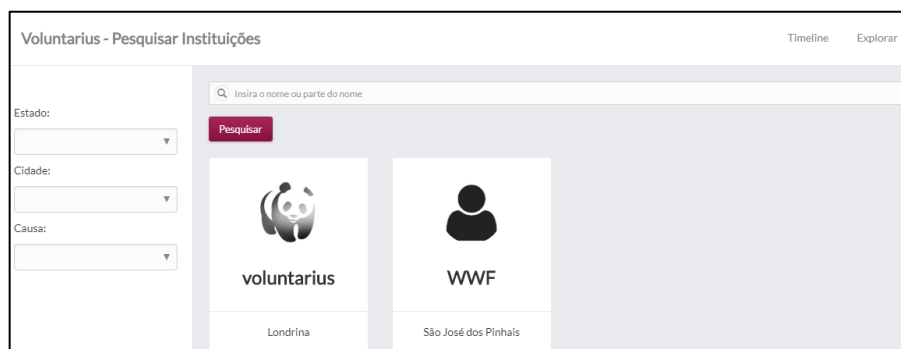 Voluntarius - Pesquisar Instituições
Timeline Explorar
Insira o nome ou parte do nome
Pesquisar
Estado:
Cidade:
Causa:
voluntarius
Londrina
WWF
São José dos Pinhais